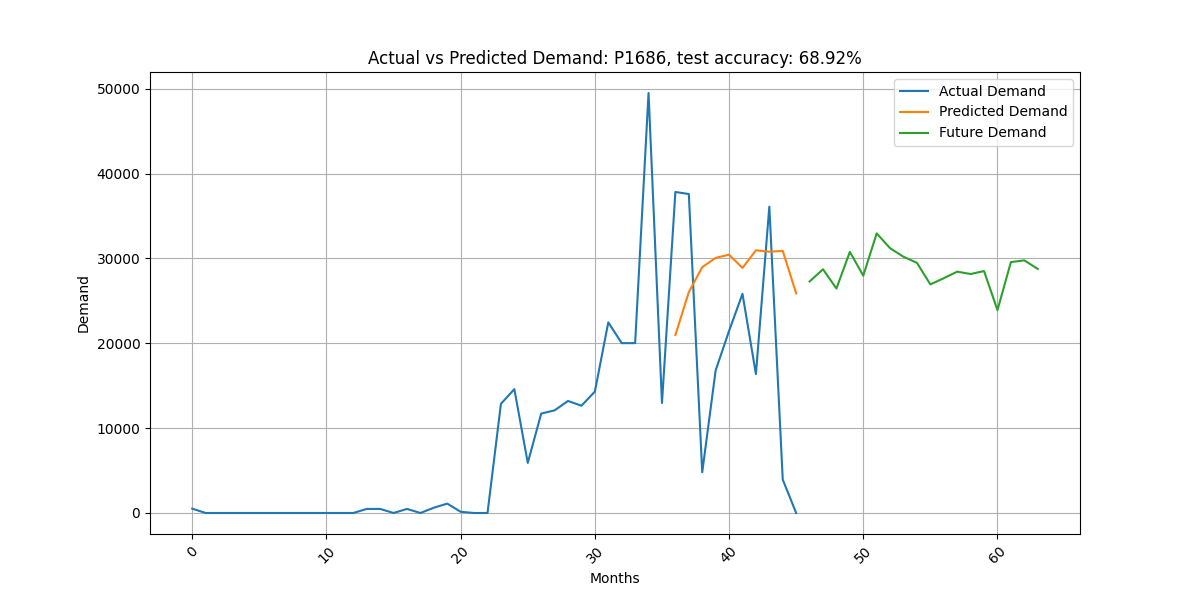 Actual vs Predicted Demand: P1686, test accuracy: 68.92%
Actual Demand
Predicted Demand
Future Demand
50000
40000
30000
20000
10000
0
Demand
0 10 20 30 40 50 60
Months